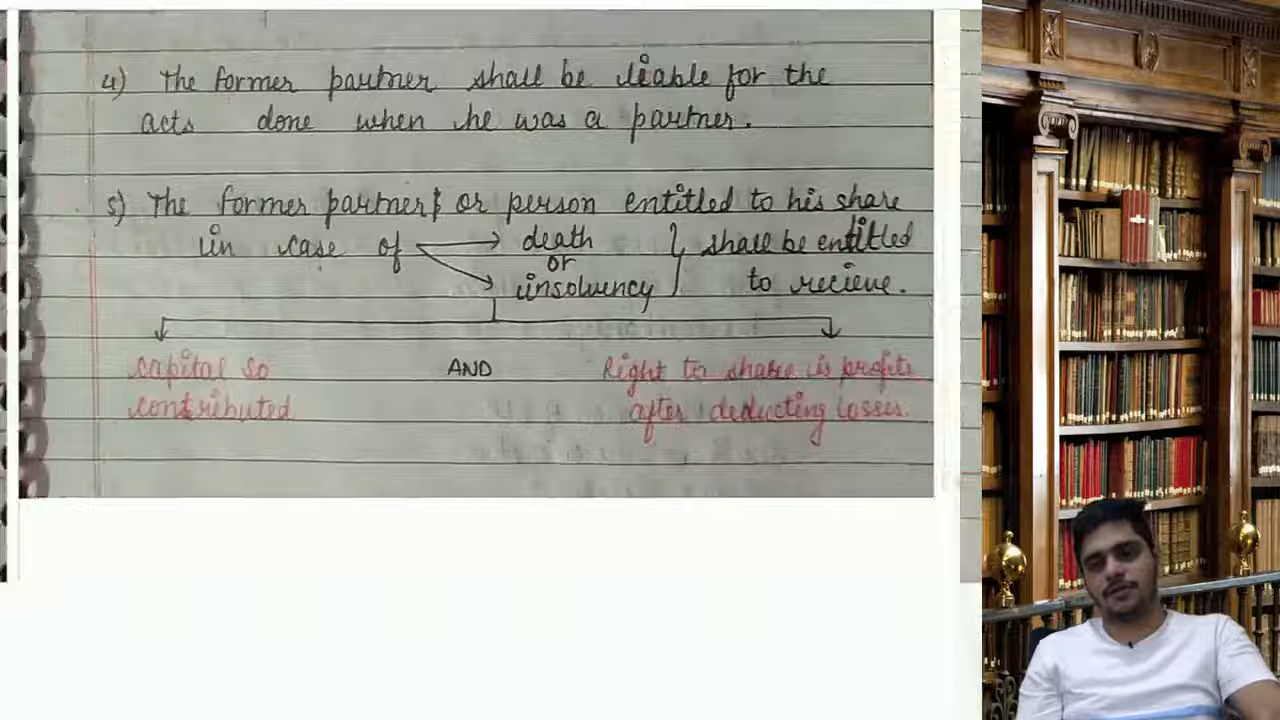 4) The former partner shall be liable for the
acts done when he was a partner.
5) The former partner or person entitled to his share
in case of death } shall be entitled
or
insolvency to recieve.
capital so AND Right to share is profits
contributed after deducting losses.